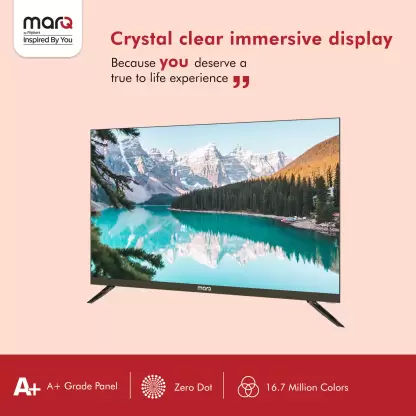 marQ
by Flipkart
Inspired By You
Crystal clear immersive display
Because you deserve a
true to life experience ”
marQ
A+ A+ Grade Panel
Zero Dot
16.7 Million Colors